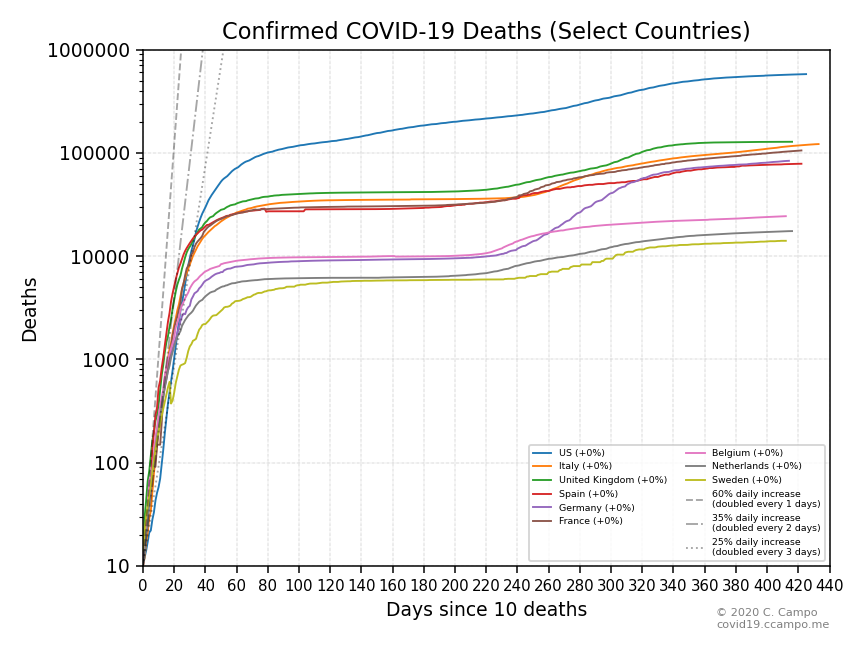 Confirmed COVID-19 Deaths (Select Countries)
1000000
100000
10000
1000
100
10
Deaths
0 20 40 60 80 100 120 140 160 180 200 220 240 260 280 300 320 340 360 380 400 420 440
Days since 10 deaths
US (+0%)
Italy (+0%)
United Kingdom (+0%)
Spain (+0%)
Germany (+0%)
France (+0%)
Belgium (+0%)
Netherlands (+0%)
Sweden (+0%)
60% daily increase
(doubled every 1 days)
35% daily increase
(doubled every 2 days)
25% daily increase
(doubled every 3 days)
© 2020 C. Campo
covid19.ccampo.me